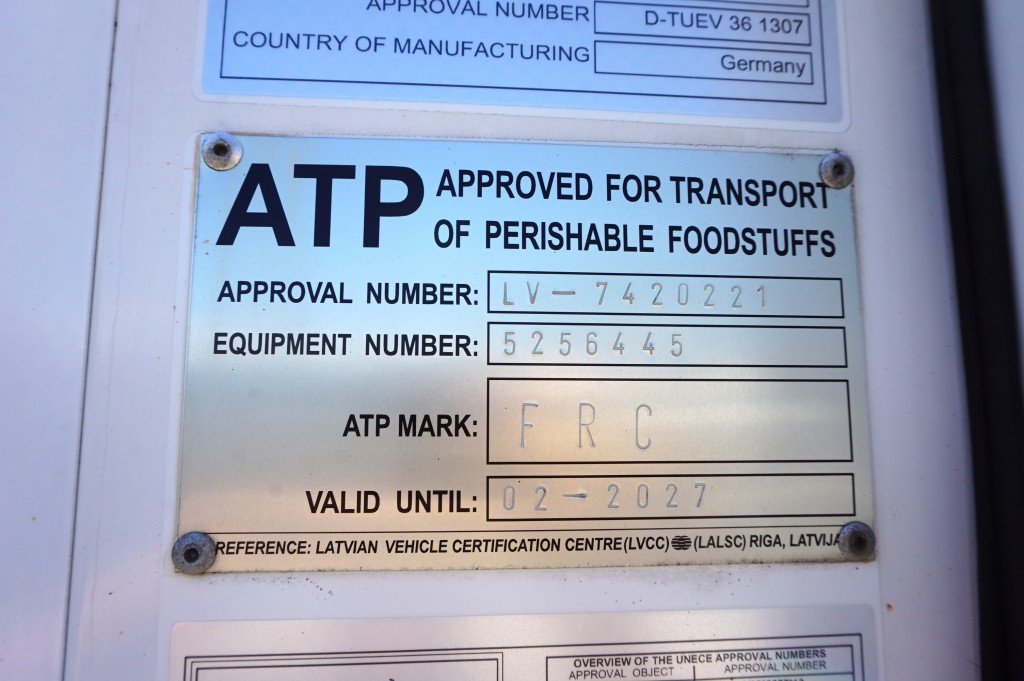 APPROVAL NUMBER D-TUEV 36 1307
COUNTRY OF MANUFACTURING Germany
ATP APPROVED FOR TRANSPORT
OF PERISHABLE FOODSTUFFS
APPROVAL NUMBER: LV-7420221
EQUIPMENT NUMBER: 5256445
ATP MARK: FRC
VALID UNTIL: 02-2027
REFERENCE: LATVIAN VEHICLE CERTIFICATION CENTRE (LVCC) (LALSC) RIGA, LATVIJA
OVERVIEW OF THE UNECE APPROVAL NUMBERS
APPROVAL OBJECT APPROVAL NUMBER